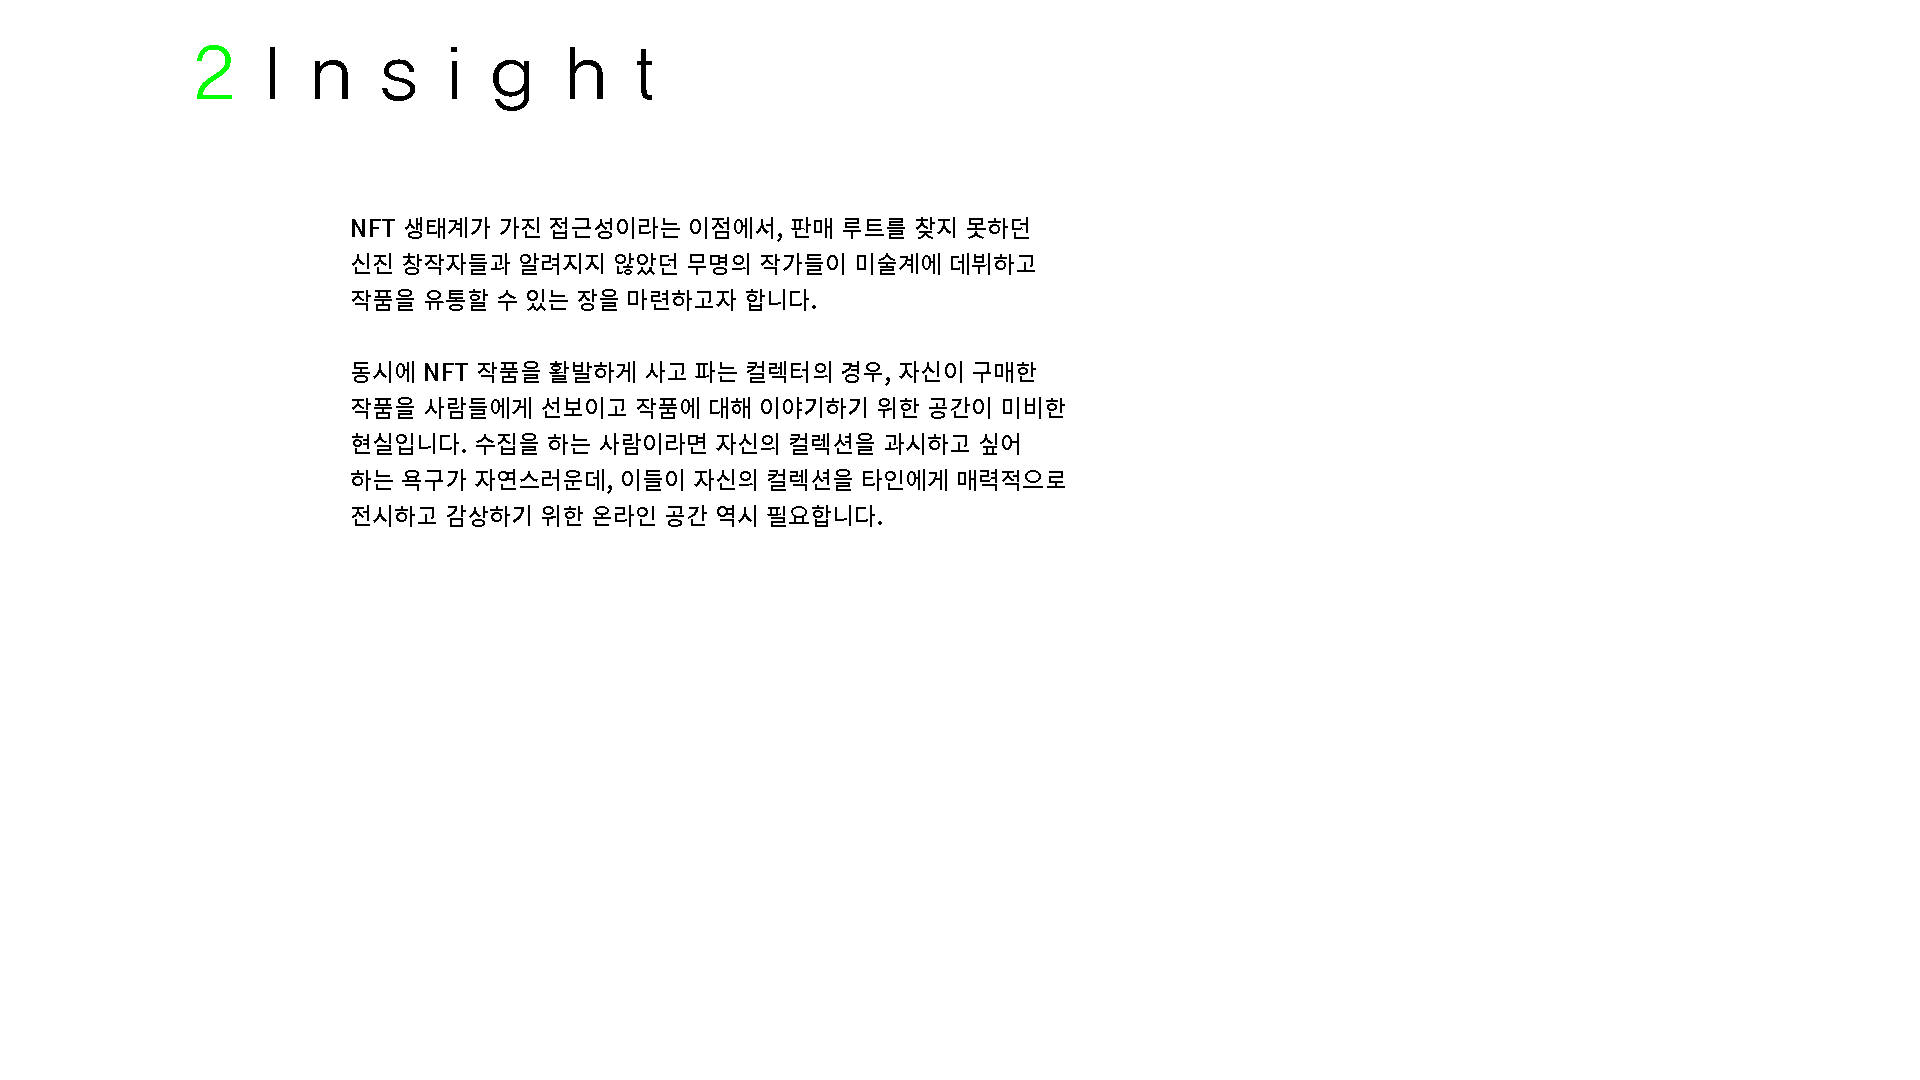 2 Insight
NFT 생태계가 가진 접근성이라는 이점에서, 판매 루트를 찾지 못하던
신진 창작자들과 알려지지 않았던 무명의 작가들이 미술계에 데뷔하고
작품을 유통할 수 있는 장을 마련하고자 합니다.
동시에 NFT 작품을 활발하게 사고 파는 컬렉터의 경우, 자신이 구매한
작품을 사람들에게 선보이고 작품에 대해 이야기하기 위한 공간이 미비한
현실입니다. 수집을 하는 사람이라면 자신의 컬렉션을 과시하고 싶어
하는 욕구가 자연스러운데, 이들이 자신의 컬렉션을 타인에게 매력적으로
전시하고 감상하기 위한 온라인 공간 역시 필요합니다.